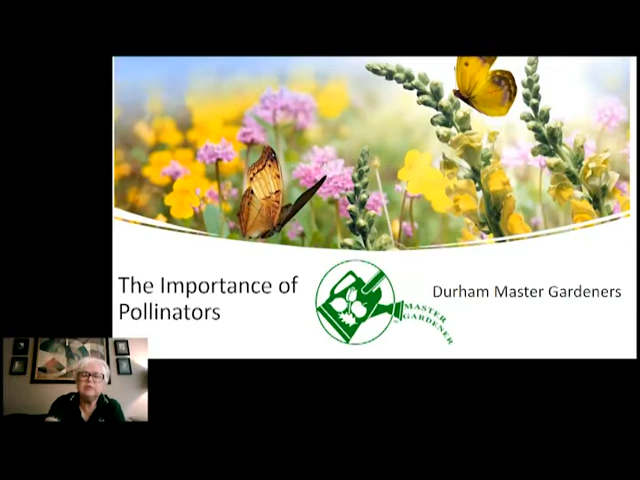 The Importance of
Pollinators
MASTER
GARDENER
Durham Master Gardeners